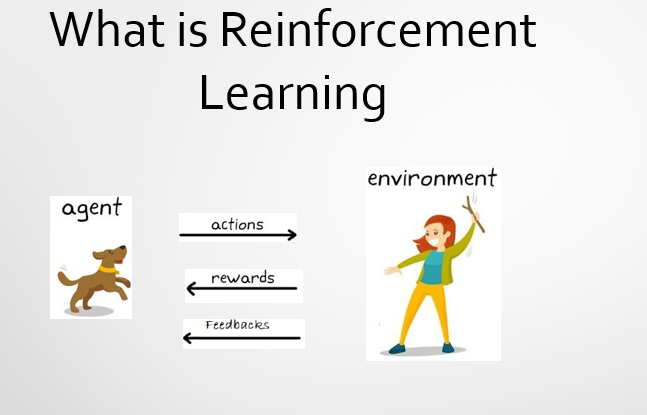 What is Reinforcement
Learning
agent
environment
actions
rewards
Feedbacks